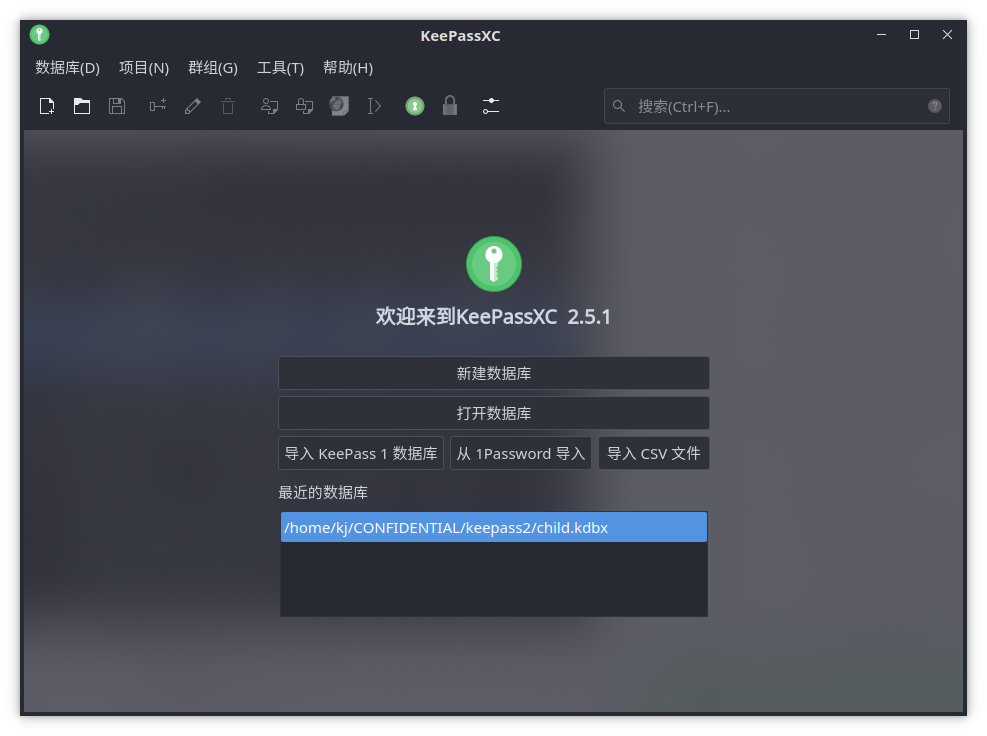 KeePassXC
数据库(D) 项目(N) 群组(G) 工具(T) 帮助(H)
搜索(Ctrl+F)... ?
欢迎来到KeePassXC 2.5.1
新建数据库
打开数据库
导入 KeePass 1 数据库 从 1Password 导入 导入 CSV 文件
最近的数据库
/home/kj/CONFIDENTIAL/keepass2/child.kdbx